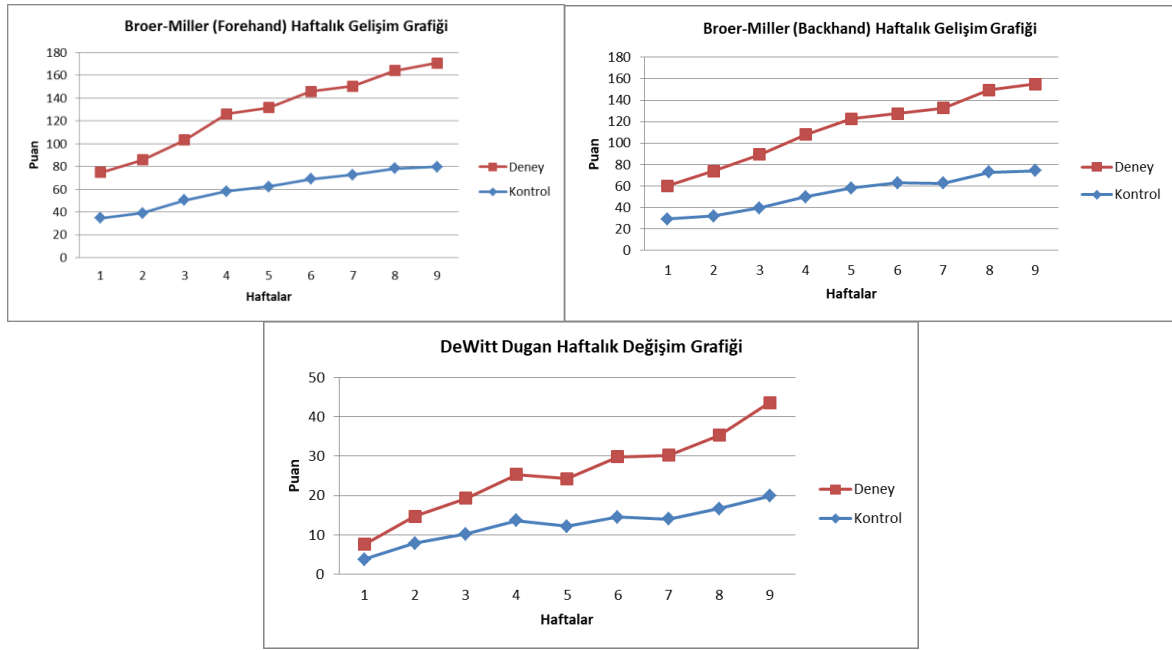 Broer-Miller (Forehand) Haftalık Gelişim Grafiği
180
160
140
120
100
80
60
40
20
0
Puan
1 2 3 4 5 6 7 8 9
Haftalar
Deney
Kontrol
Broer-Miller (Backhand) Haftalık Gelişim Grafiği
180
160
140
120
100
80
60
40
20
0
Puan
1 2 3 4 5 6 7 8 9
Haftalar
Deney
Kontrol
DeWitt Dugan Haftalık Değişim Grafiği
50
40
30
20
10
0
Puan
1 2 3 4 5 6 7 8 9
Haftalar
Deney
Kontrol